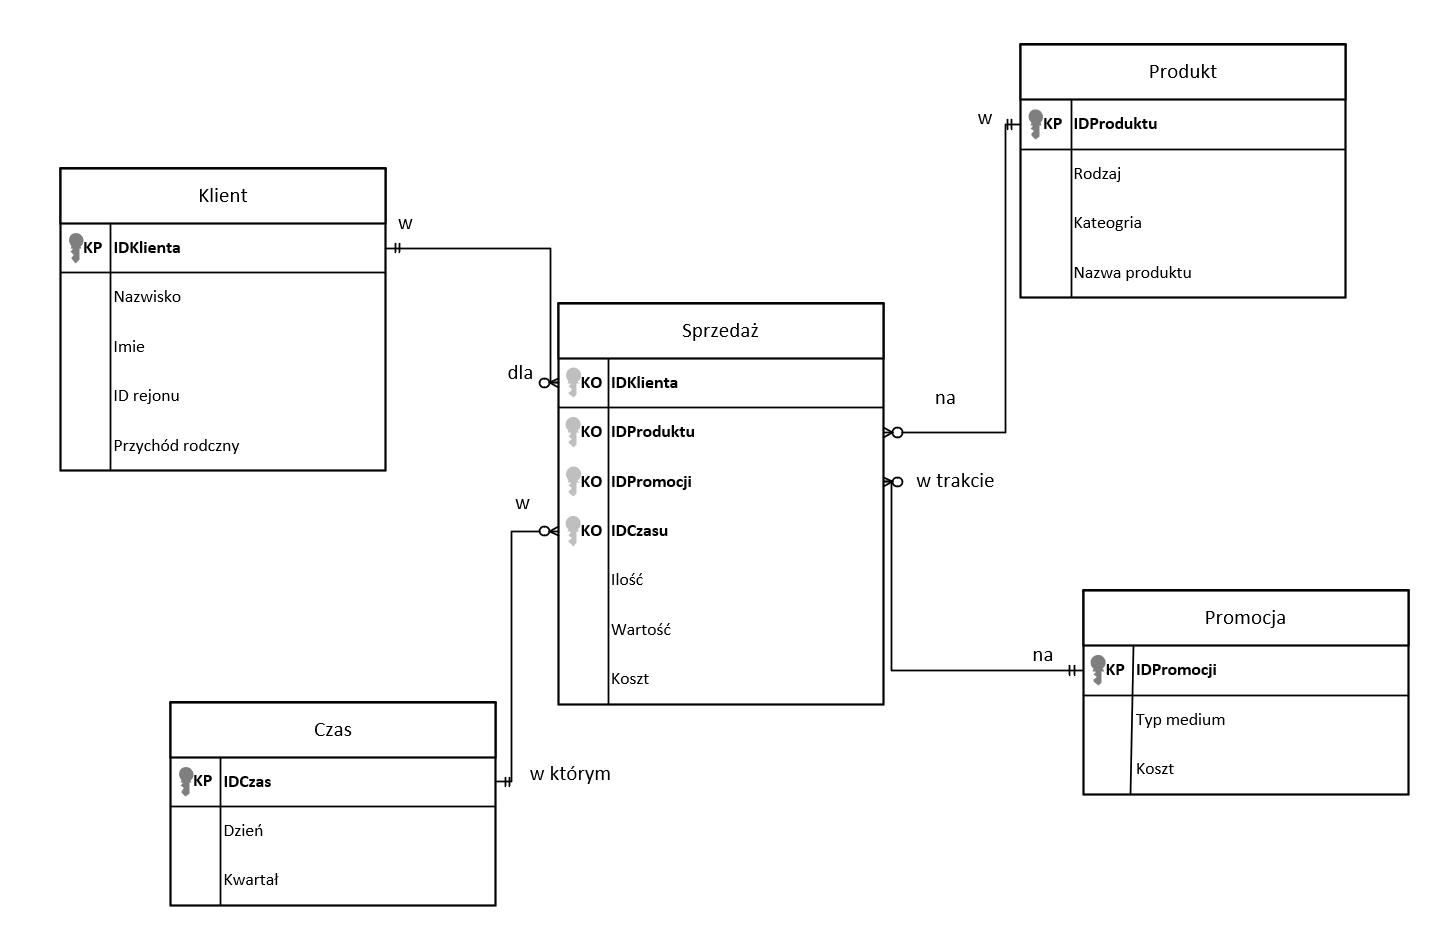 Produkt
w
KP IDProduktu
Rodzaj
Kateogria
Nazwa produktu
Klient
w
KP IDKlienta
Nazwisko
Imie
ID rejonu
Przychód rodczny
Sprzedaż
dla
KO IDKlienta
na
KO IDProduktu
KO IDPromocji
w trakcie
w
KO IDCzasu
Ilość
Wartość
Koszt
Promocja
na
KP IDPromocji
Typ medium
Koszt
Czas
KP IDCzas
w którym
Dzień
Kwartał